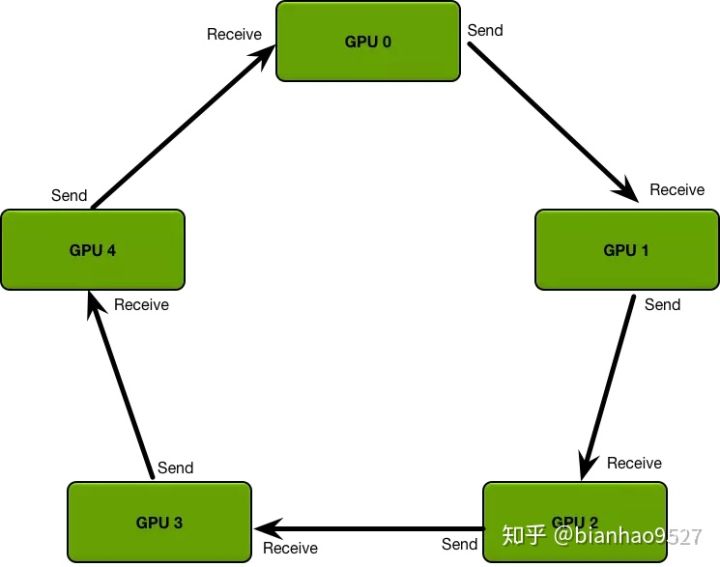 GPU 0
Send
Receive
Receive
GPU 1
Send
Receive
GPU 2
Send
Receive
GPU 3
Send
Receive
GPU 4
Send
知乎 @bianhao9527